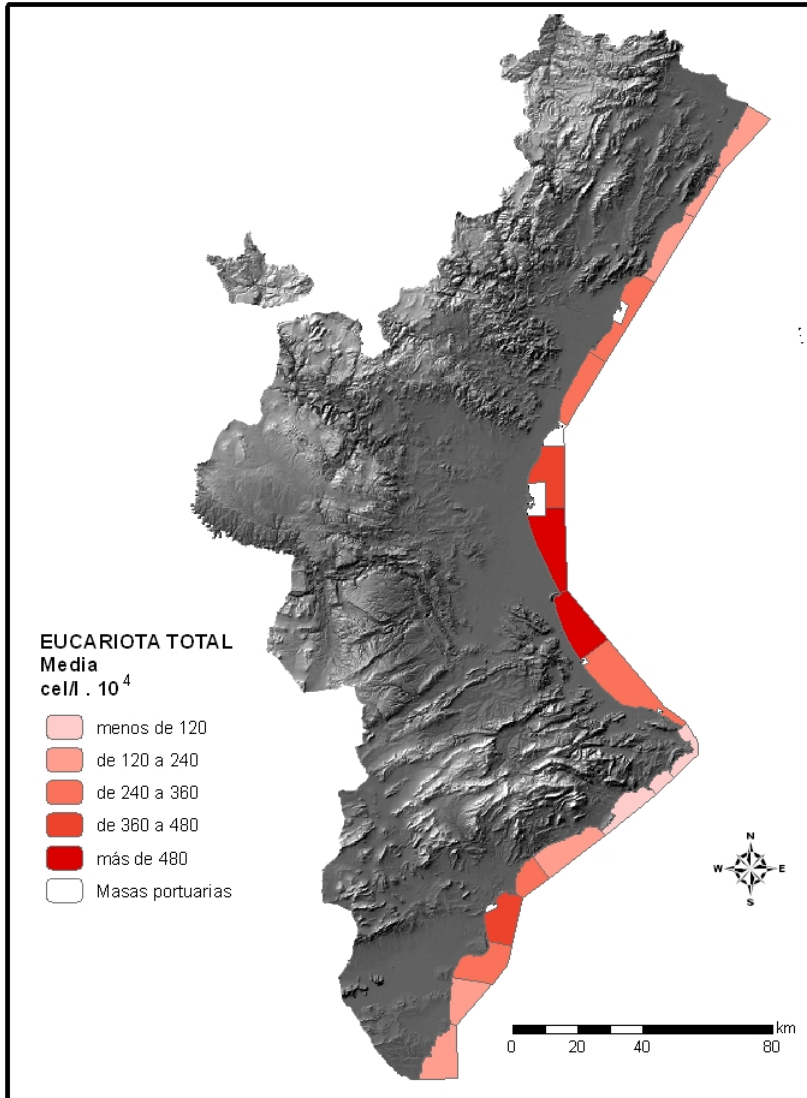 EUCARIOTA TOTAL
Media
cel/l . 10⁴
menos de 120
de 120 a 240
de 240 a 360
de 360 a 480
más de 480
Masas portuarias
N
W E
S
km
0 20 40 80